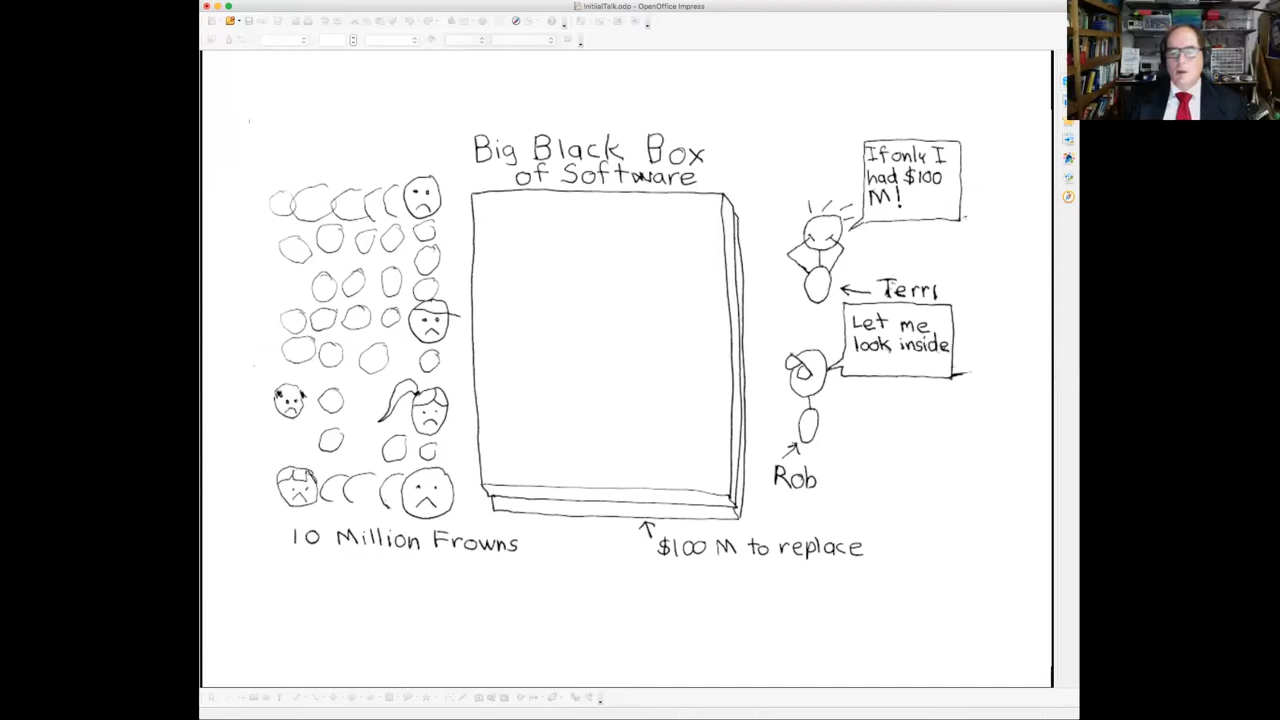 InitialTalk.odp - OpenOffice Impress
Big Black Box
of Software
If only I
had $100
M!
Terri
Let me
look inside
Rob
10 Million Frowns
$100 M to replace